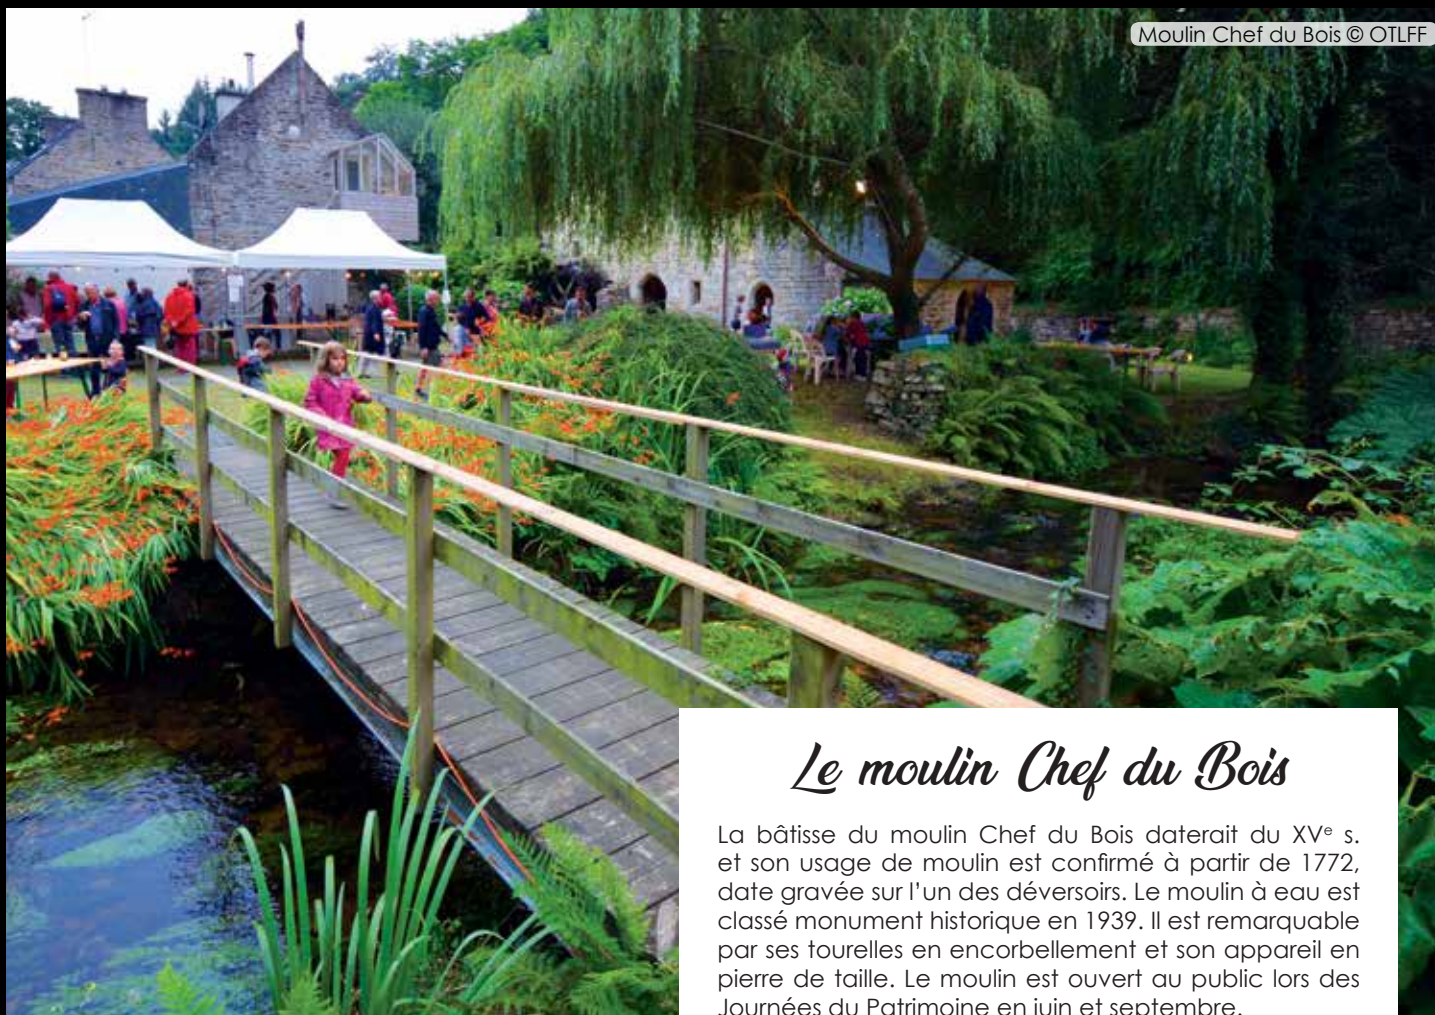 Moulin Chef du Bois © OTLFF
Le moulin Chef du Bois
La bâtisse du moulin Chef du Bois daterait du XVᵉ s.
et son usage de moulin est confirmé à partir de 1772,
date gravée sur l’un des déversoirs. Le moulin à eau est
classé monument historique en 1939. Il est remarquable
par ses tourelles en encorbellement et son appareil en
pierre de taille. Le moulin est ouvert au public lors des
Journées du Patrimoine en juin et septembre.